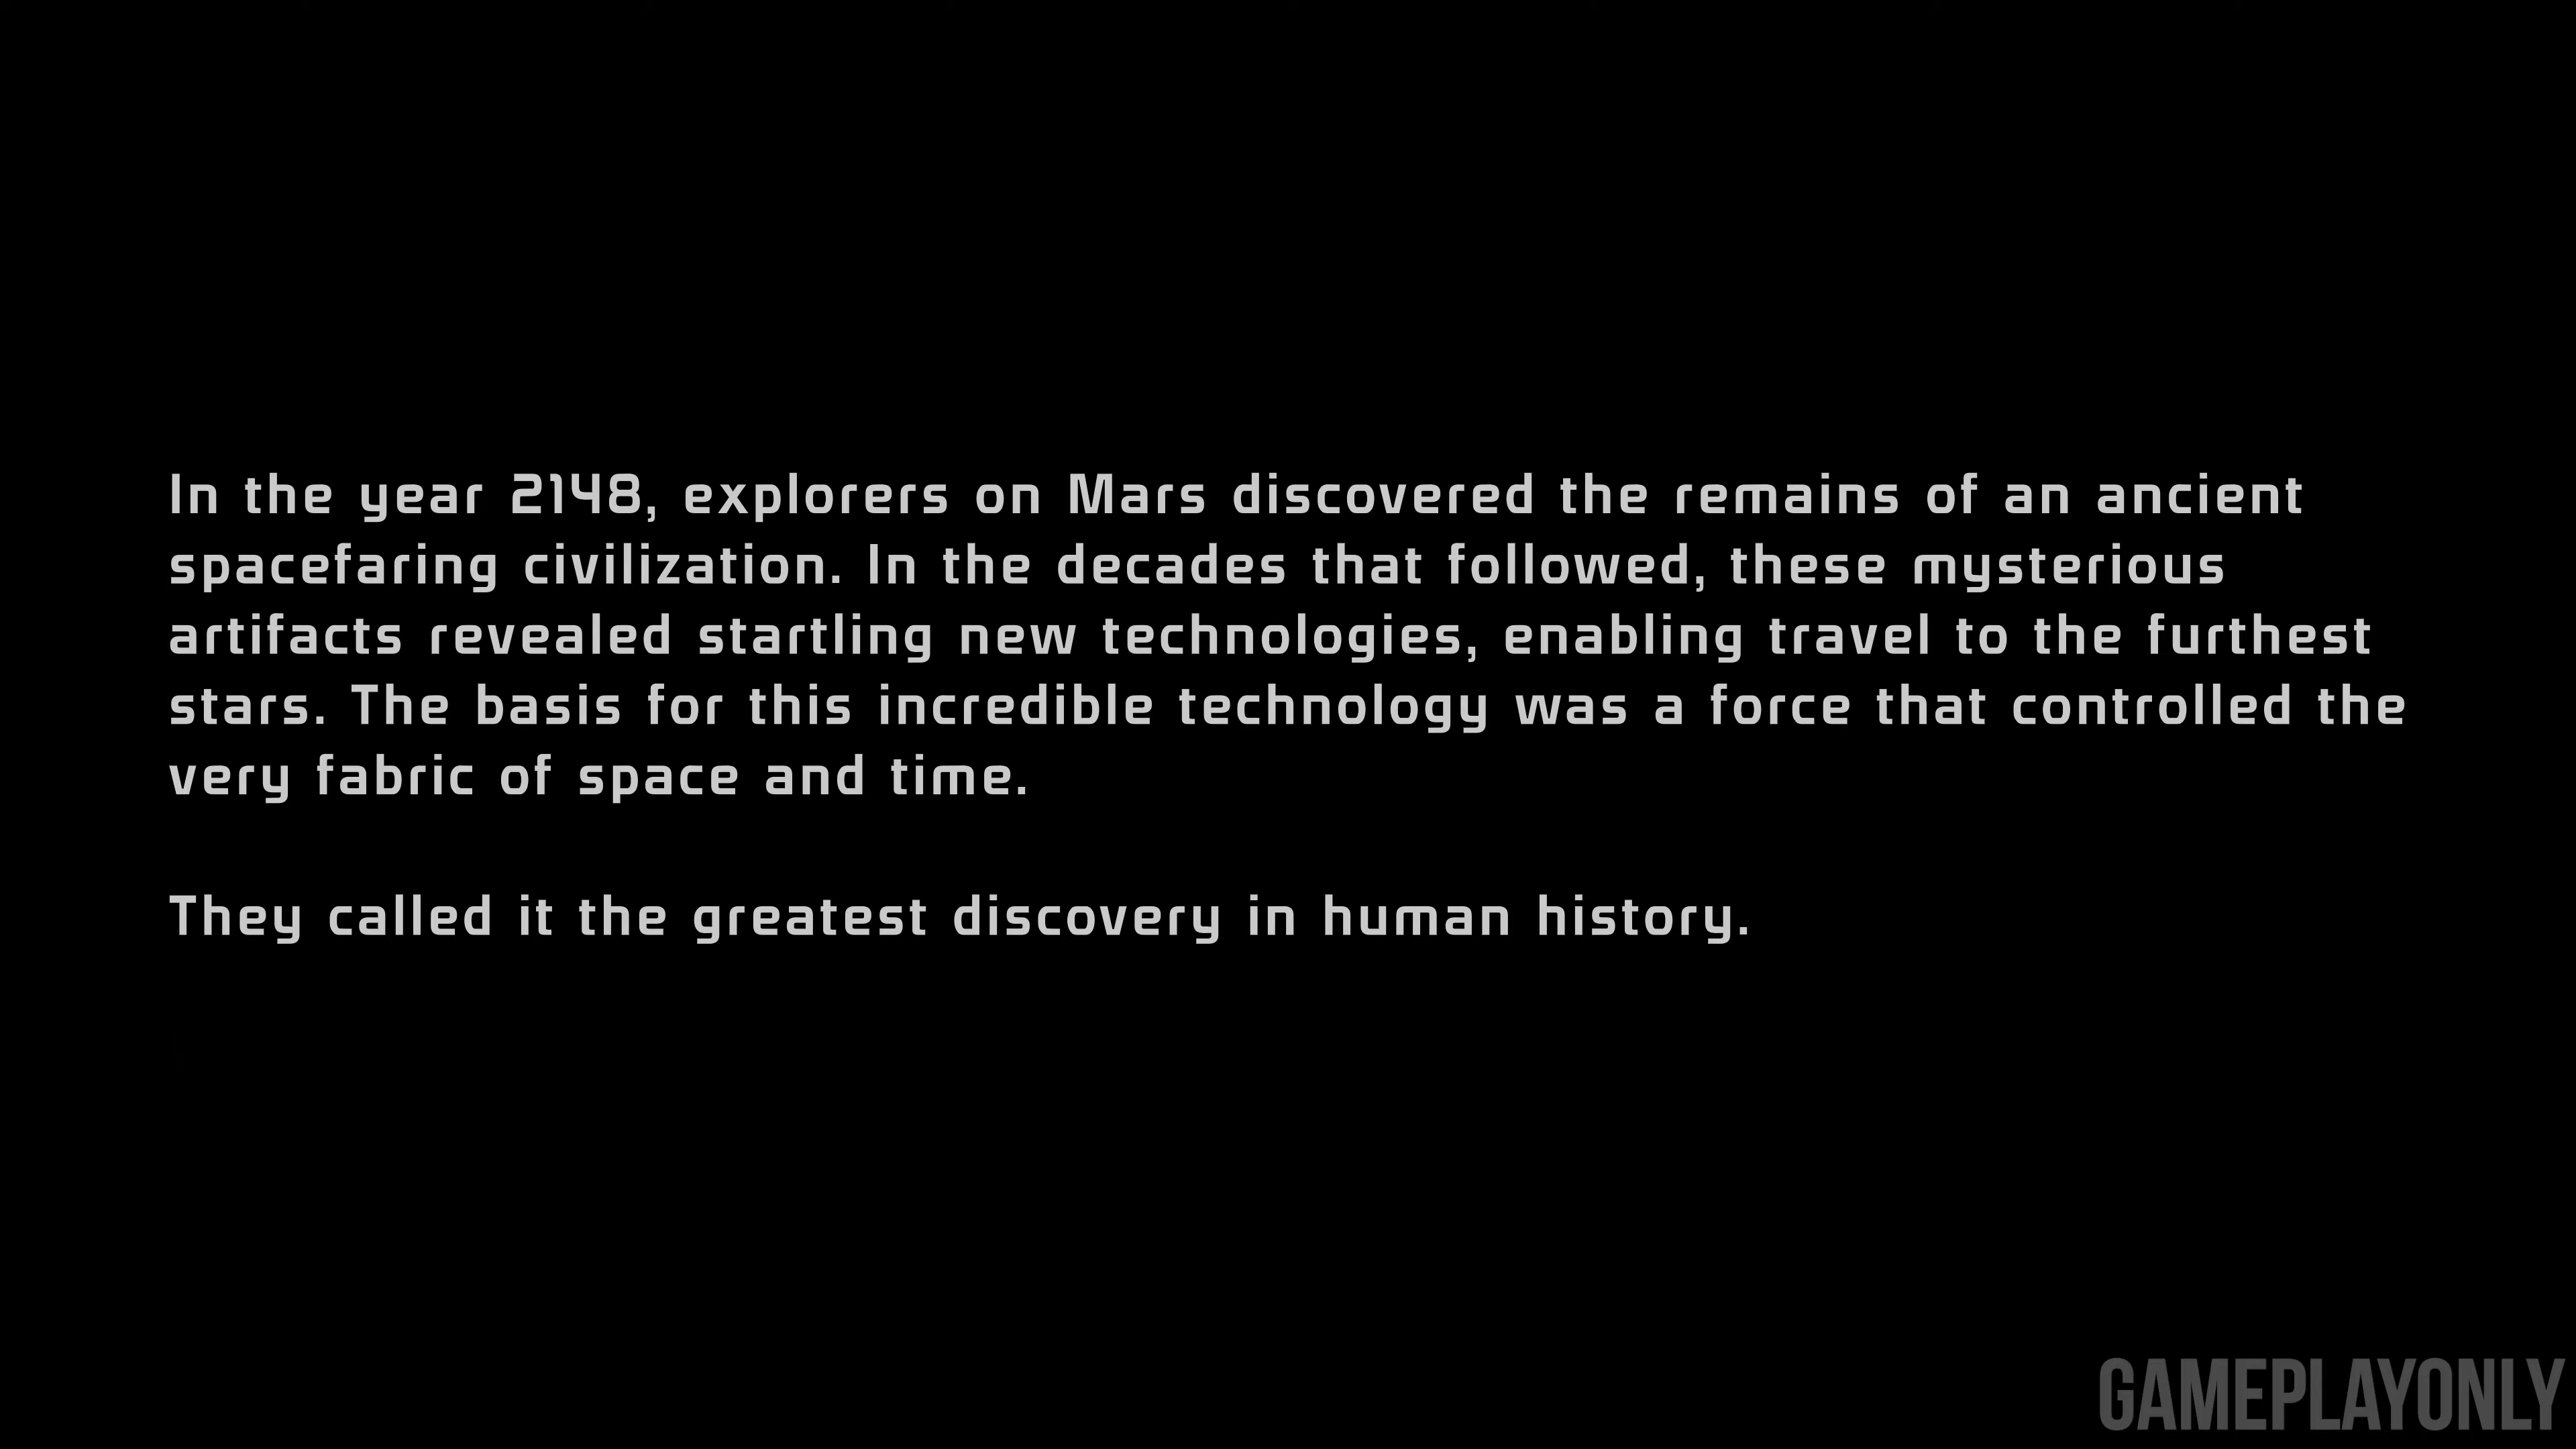 In the year 2148, explorers on Mars discovered the remains of an ancient
spacefaring civilization. In the decades that followed, these mysterious
artifacts revealed startling new technologies, enabling travel to the furthest
stars. The basis for this incredible technology was a force that controlled the
very fabric of space and time.
They called it the greatest discovery in human history.
GAMEPLAYONLY